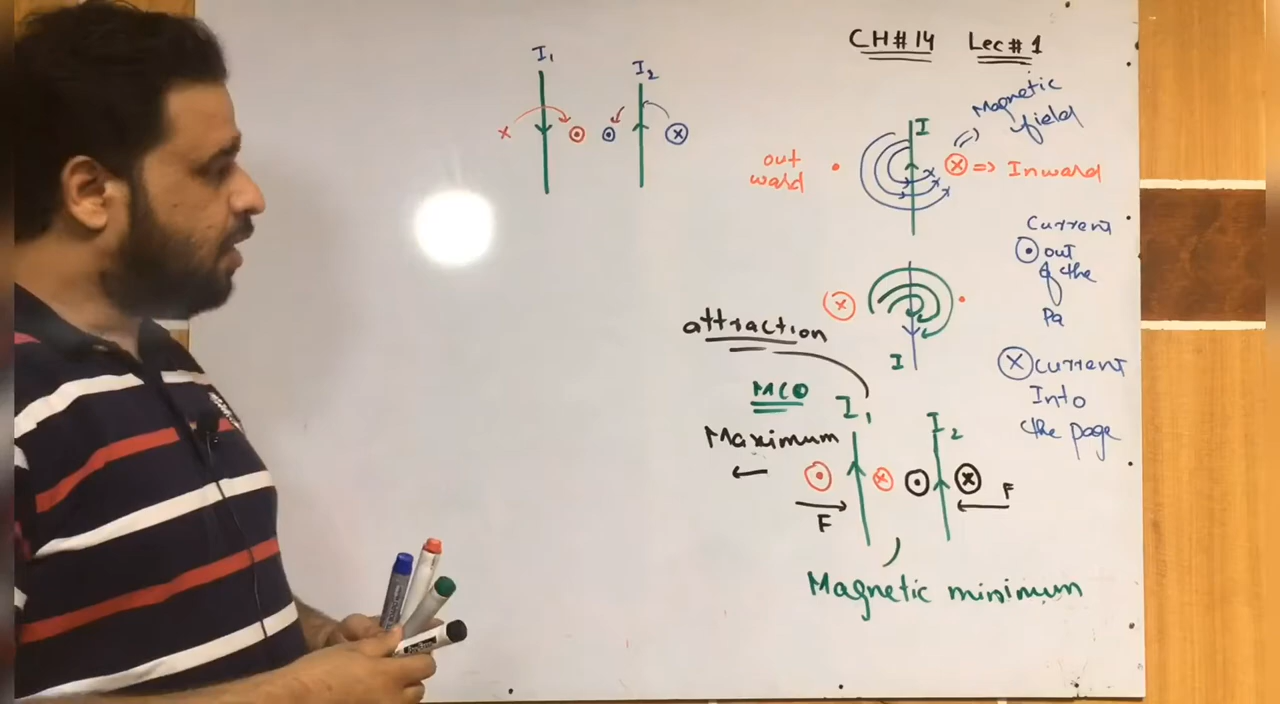 CH#14 Lec#1
I₁
I₂
x
I
Magnetic
field
out
ward
x => Inward
x
x
x
x
Current
out
of the
Pa
x
I
attraction
x current
Into
the page
MCQ
I₁
I₂
Maximum
x
x
F
F
Magnetic minimum